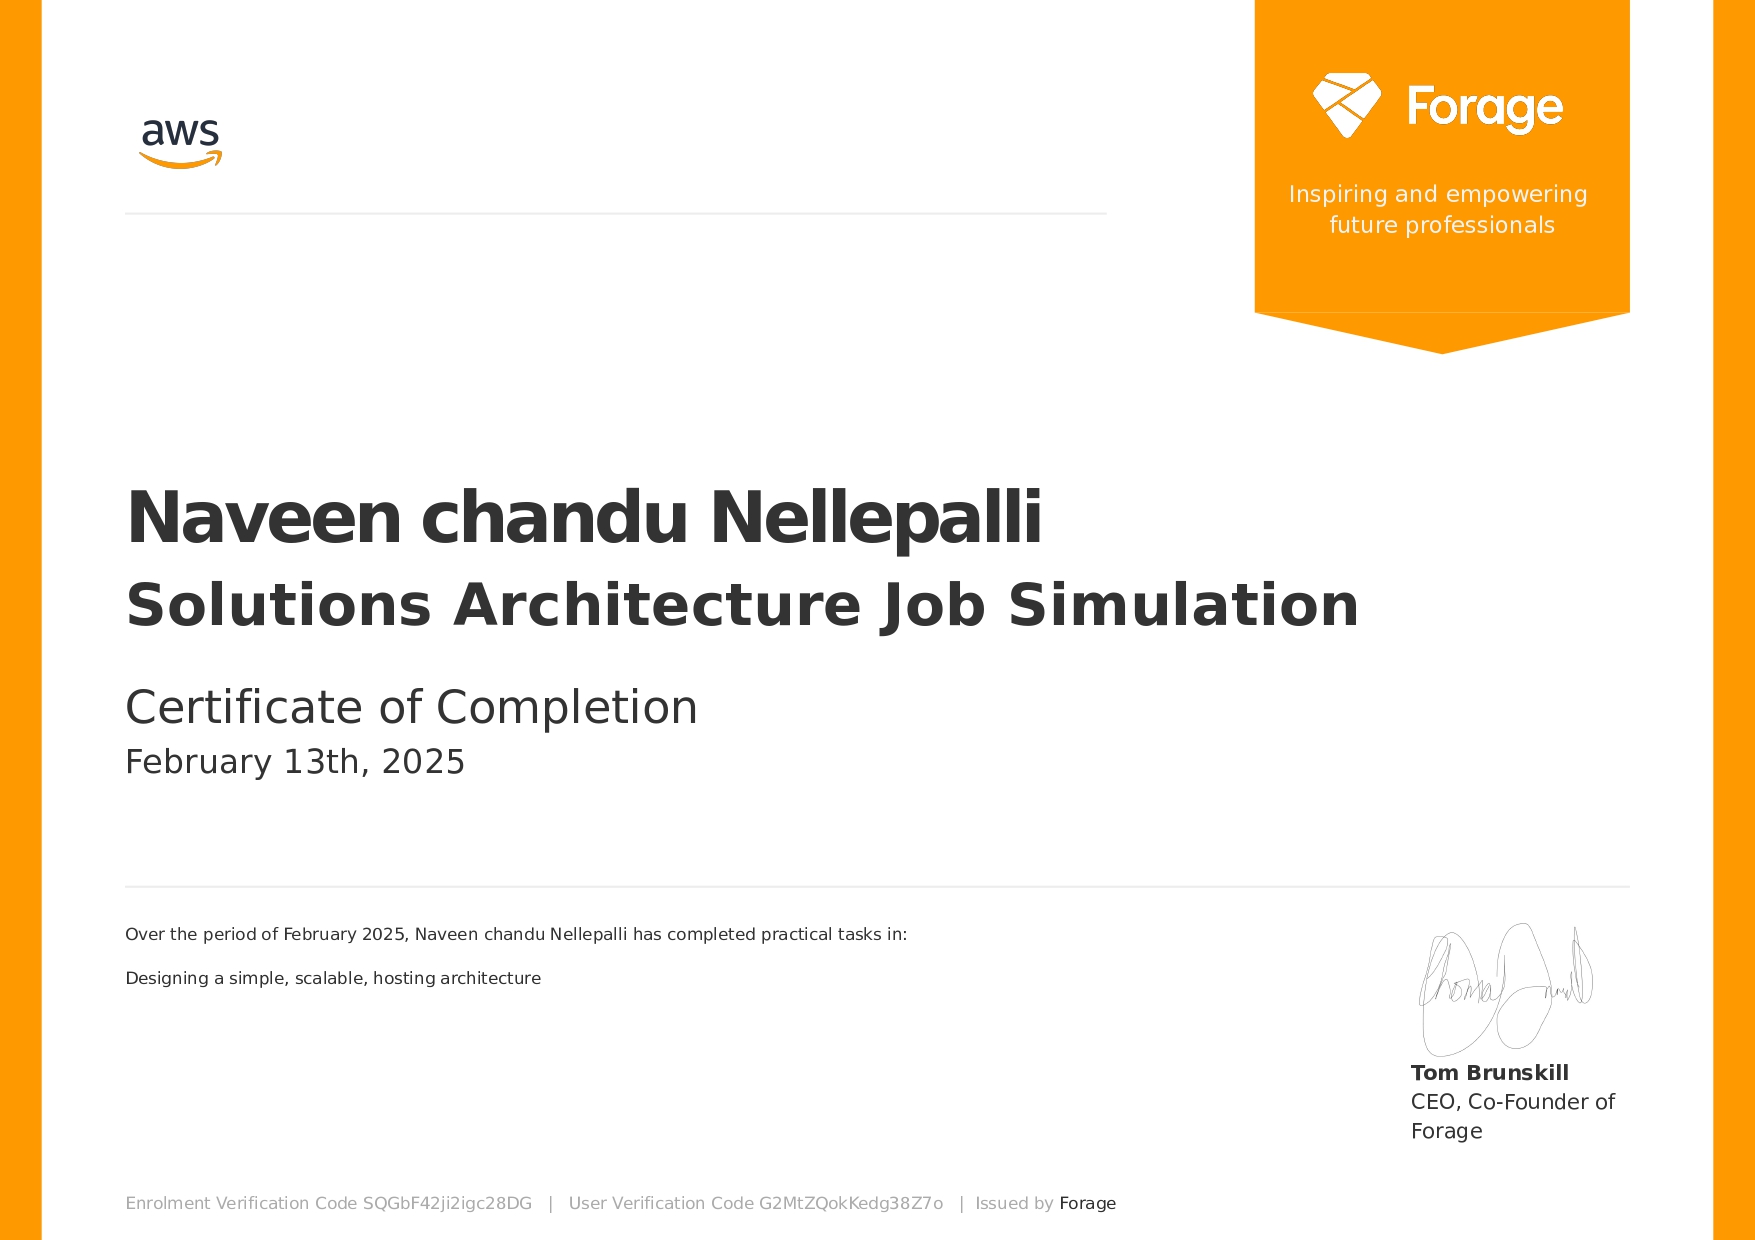 aws
Forage
Inspiring and empowering
future professionals
Naveen chandu Nellepalli
Solutions Architecture Job Simulation
Certificate of Completion
February 13th, 2025
Over the period of February 2025, Naveen chandu Nellepalli has completed practical tasks in:
Designing a simple, scalable, hosting architecture
Tom Brunskill
CEO, Co-Founder of
Forage
Enrolment Verification Code SQGbF42ji2igc28DG | User Verification Code G2MtZQokKedg38Z7o | Issued by Forage